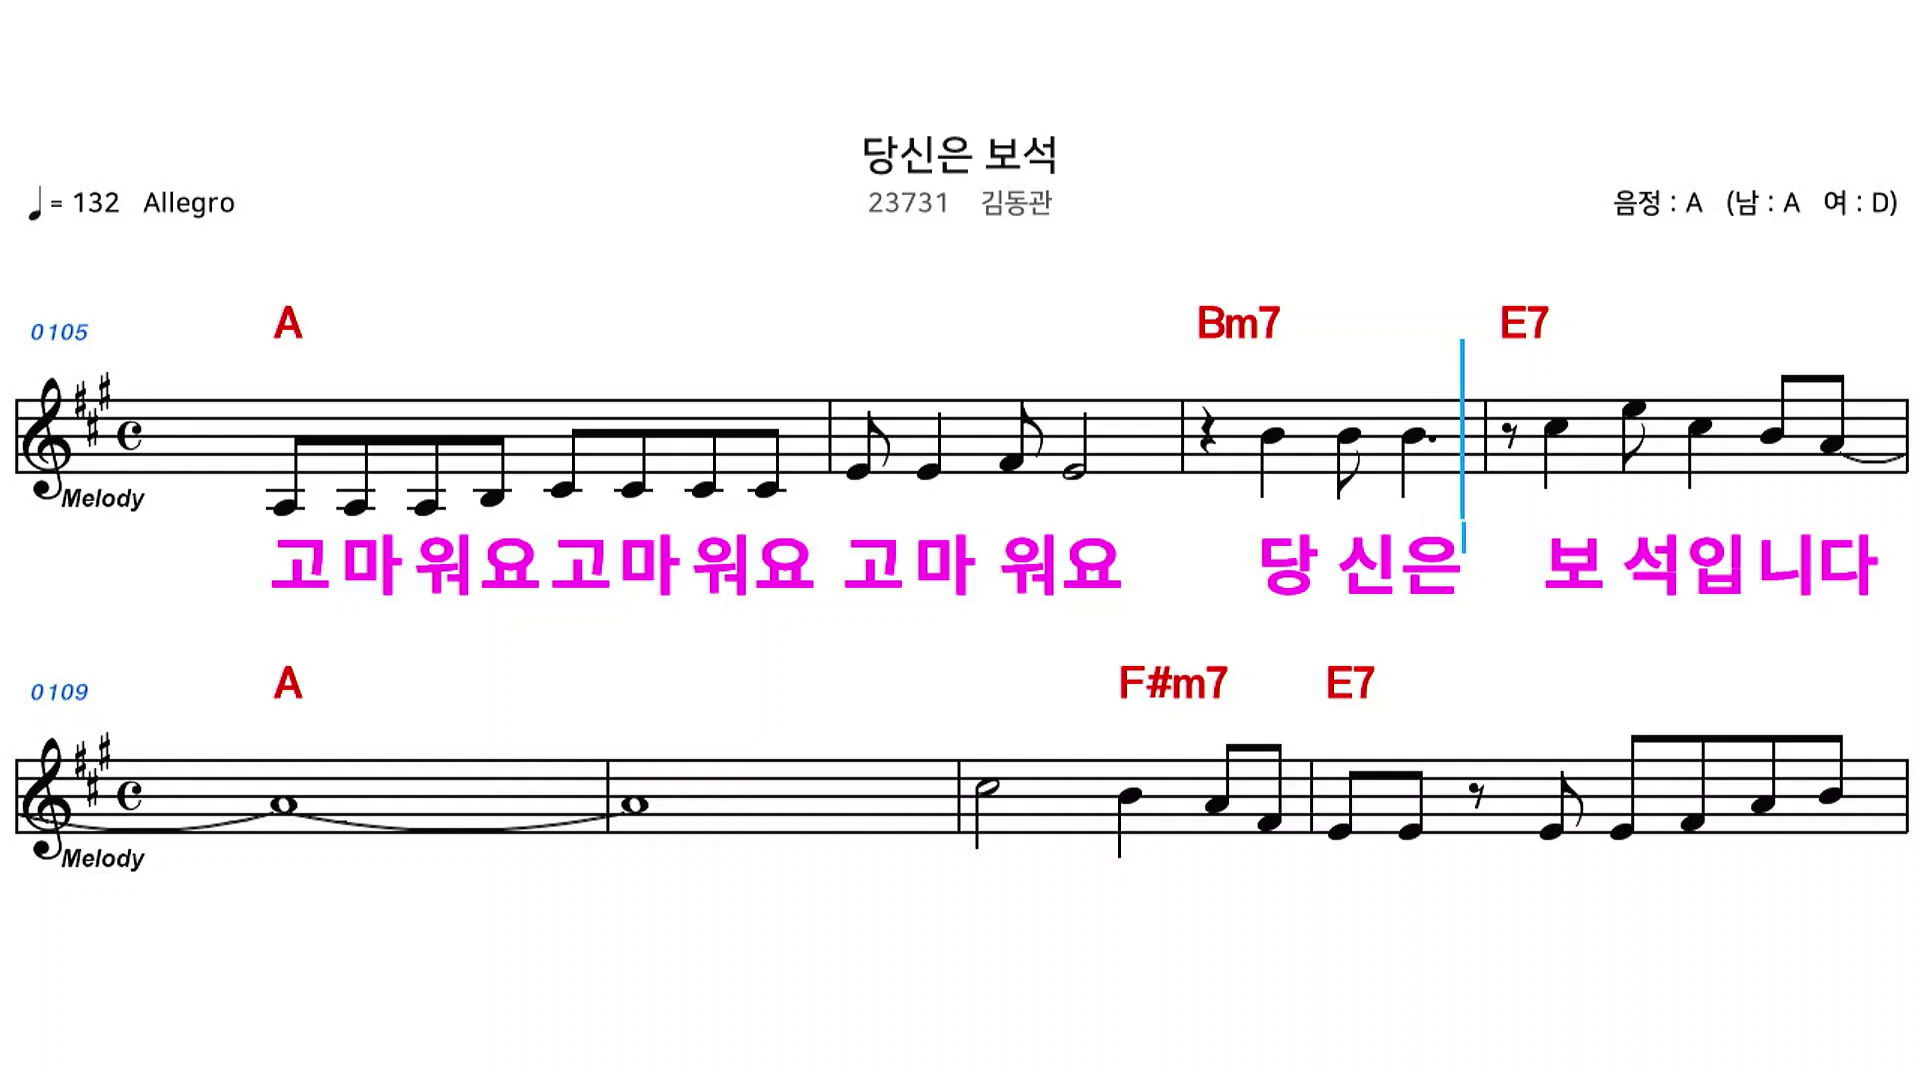 당신은 보석
♩= 132 Allegro 23731 김동관 음정 : A (남 : A 여 : D)
0105 A Bm7 E7
Melody
고마워요고마워요 고마 워요 당 신은 보 석입니다
0109 A F#m7 E7
Melody